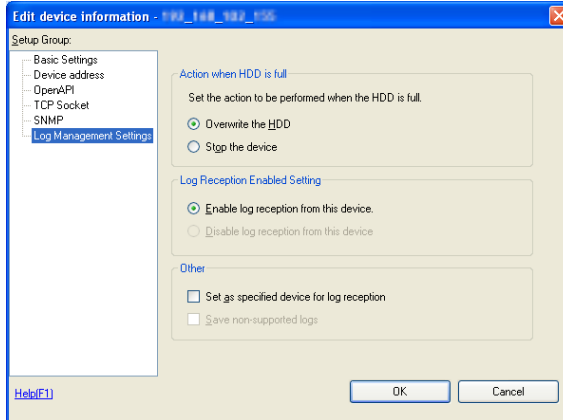 Edit device information -
Setup Group:
Basic Settings
Device address
OpenAPI
TCP Socket
SNMP
Log Management Settings
Action when HDD is full
Set the action to be performed when the HDD is full.
Overwrite the HDD
Stop the device
Log Reception Enabled Setting
Enable log reception from this device.
Disable log reception from this device
Other
Set as specified device for log reception
Save non-supported logs
Help(F1)
OK
Cancel